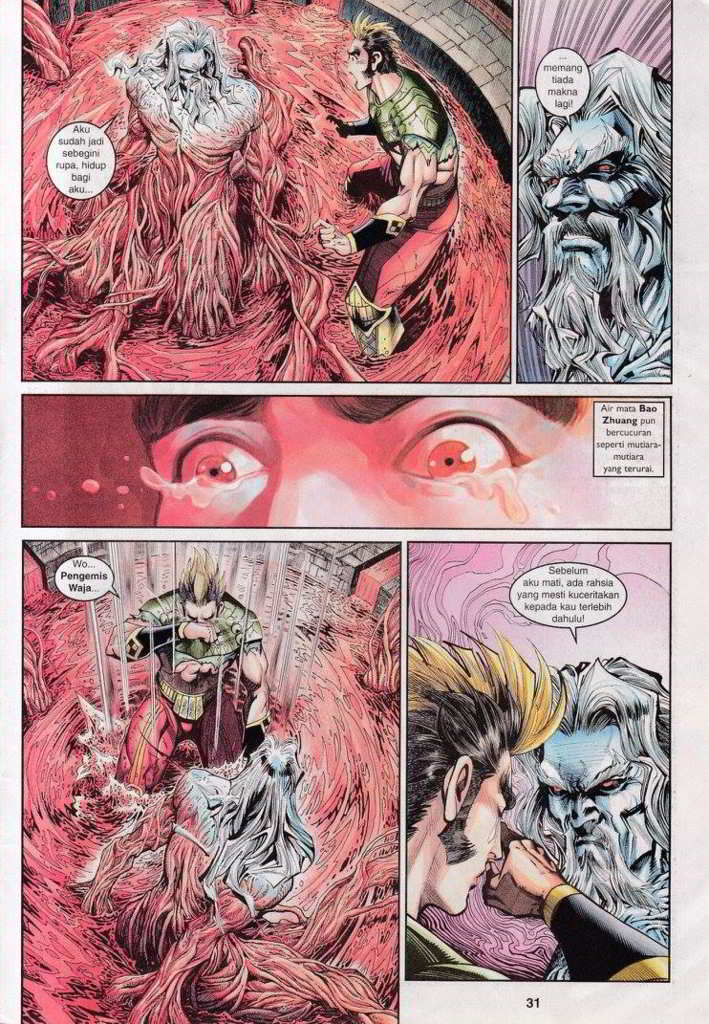 Aku
sudah jadi
sebegini
rupa, hidup
bagi
aku...
...
memang
tiada
makna
lagi!
Air mata Bao
Zhuang pun
bercucuran
seperti mutiara-
mutiara
yang terurai.
Wo...
Pengemis
Waja...
Sebelum
aku mati, ada rahsia
yang mesti kuceritakan
kepada kau terlebih
dahulu!
31